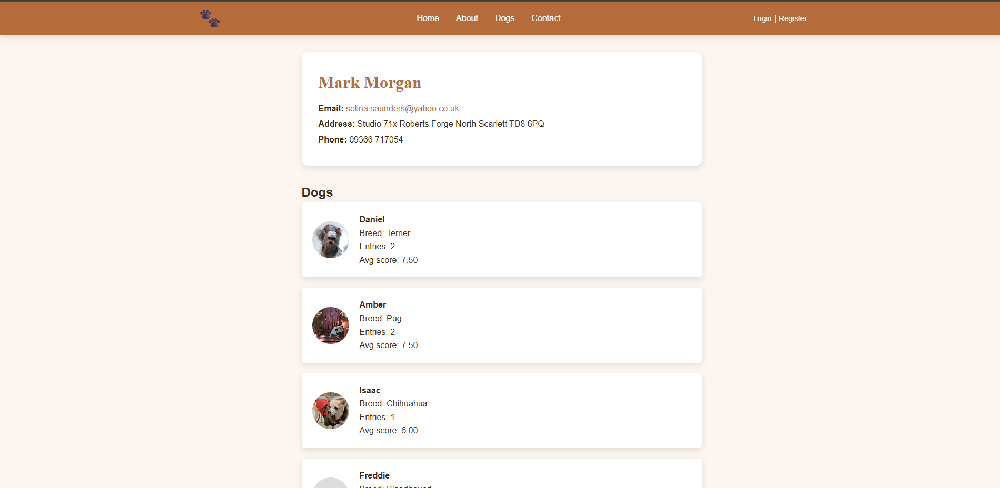 Home About Dogs Contact Login | Register
Mark Morgan
Email: selina.saunders@yahoo.co.uk
Address: Studio 71x Roberts Forge North Scarlett TD8 6PQ
Phone: 09366 717054
Dogs
Daniel
Breed: Terrier
Entries: 2
Avg score: 7.50
Amber
Breed: Pug
Entries: 2
Avg score: 7.50
Isaac
Breed: Chihuahua
Entries: 1
Avg score: 6.00
Freddie
Breed: Bloodhound